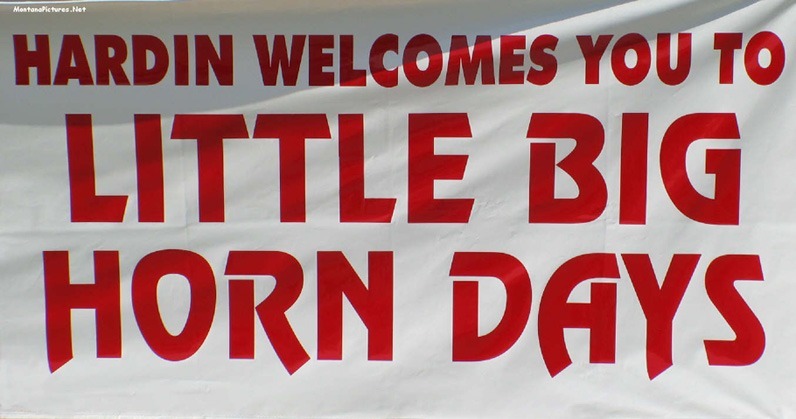 MontanaPictures.Net
HARDIN WELCOMES YOU TO
LITTLE BIG
HORN DAYS